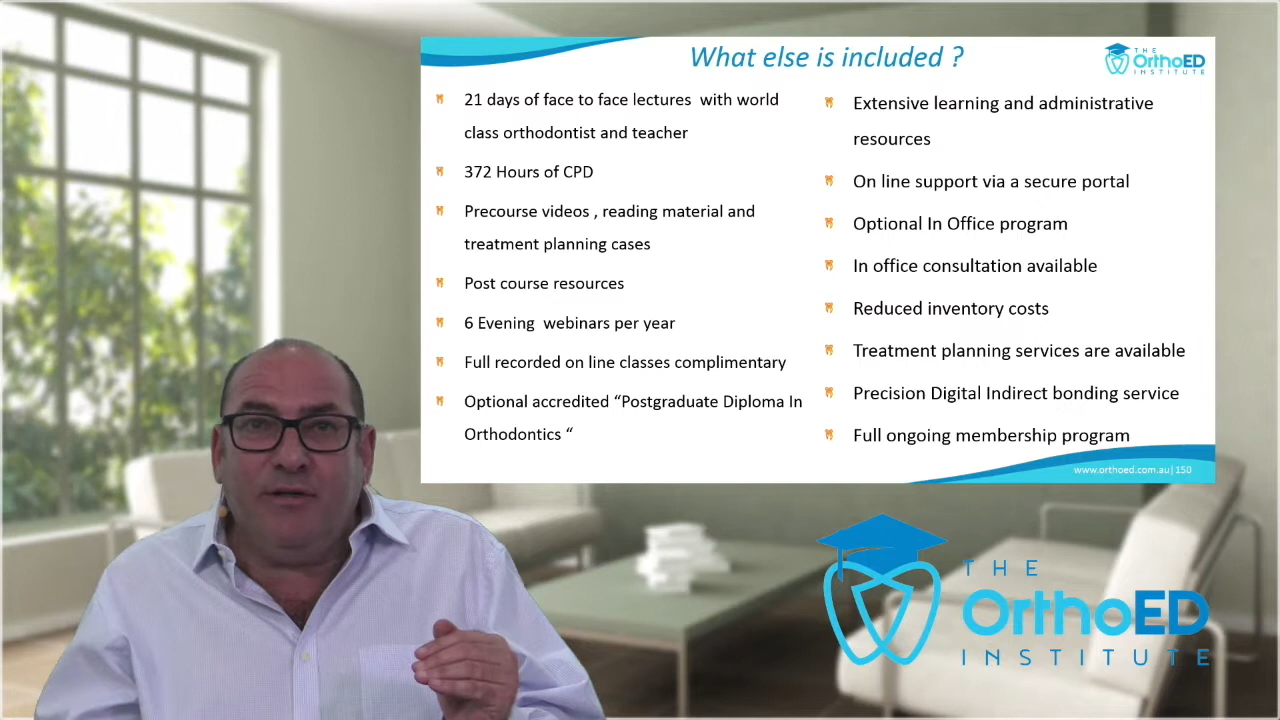 What else is included ?
THE
OrthoED
INSTITUTE
21 days of face to face lectures with world
class orthodontist and teacher
372 Hours of CPD
Precourse videos , reading material and
treatment planning cases
Post course resources
6 Evening webinars per year
Full recorded on line classes complimentary
Optional accredited “Postgraduate Diploma In
Orthodontics “
Extensive learning and administrative
resources
On line support via a secure portal
Optional In Office program
In office consultation available
Reduced inventory costs
Treatment planning services are available
Precision Digital Indirect bonding service
Full ongoing membership program
www.orthoed.com.au| 150
THE
OrthoED
INSTITUTE